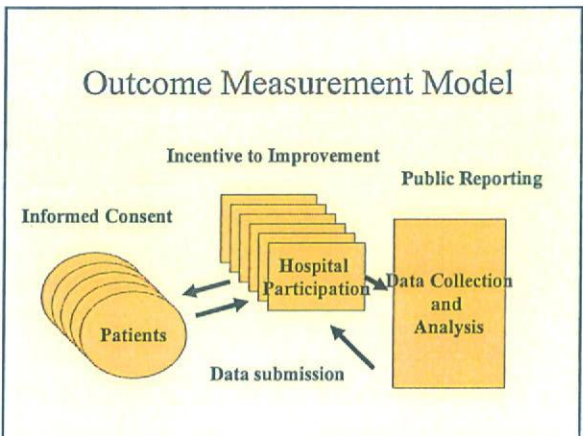 Outcome Measurement Model
Incentive to Improvement
Public Reporting
Informed Consent
Hospital
Participation
Data Collection
and
Analysis
Patients
Data submission